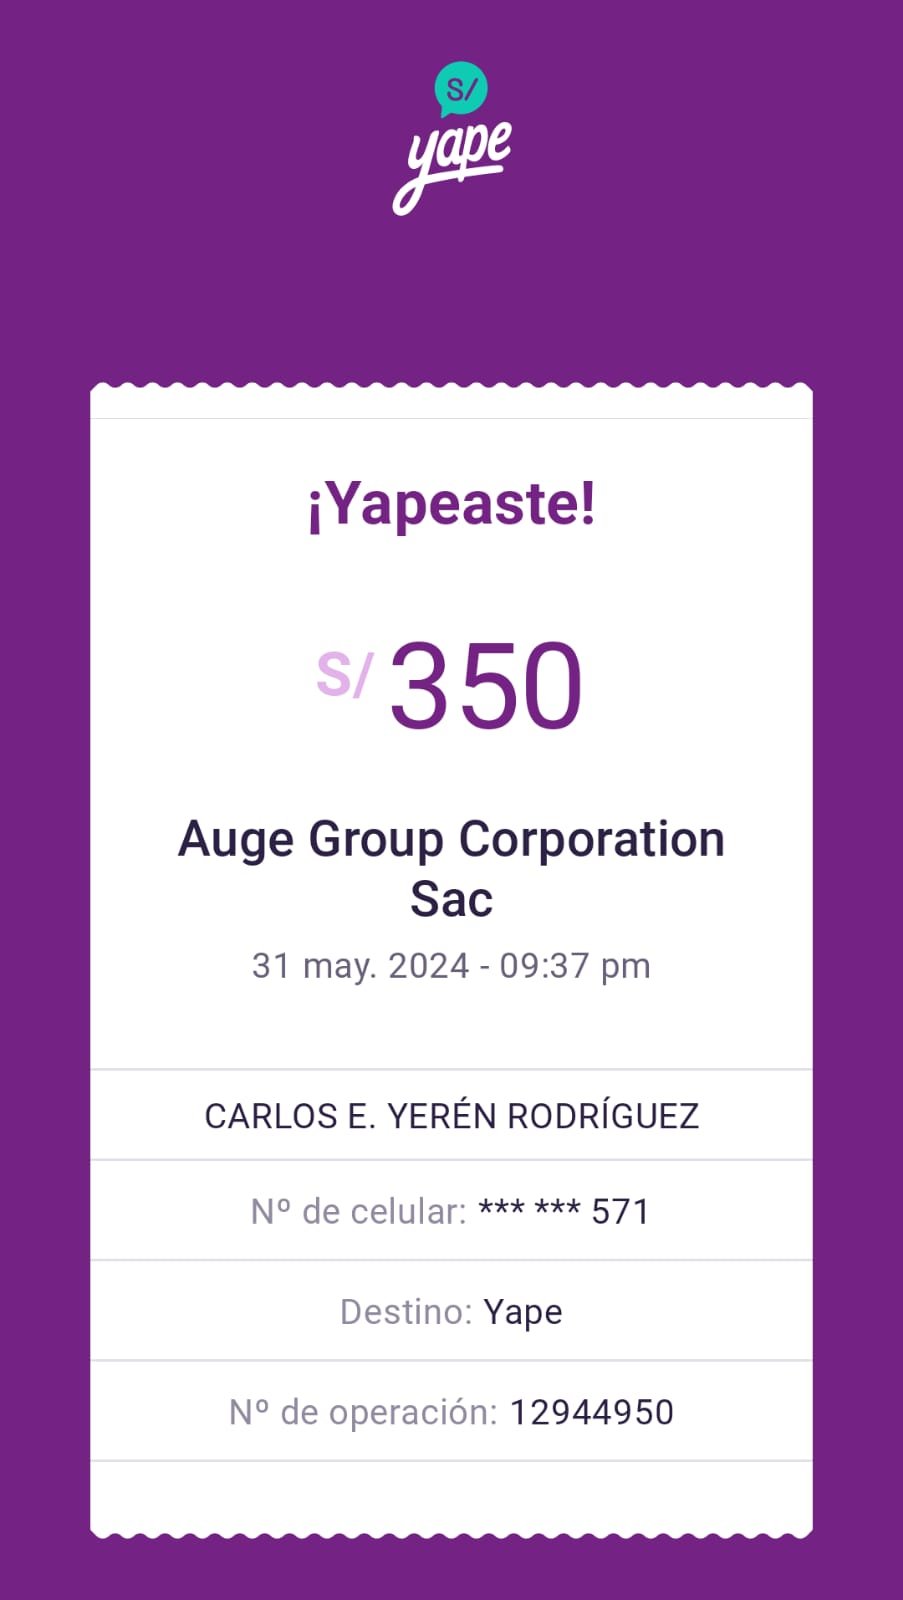 S/
yape
¡Yapeaste!
S/ 350
Auge Group Corporation
Sac
31 may. 2024 - 09:37 pm
CARLOS E. YERÉN RODRÍGUEZ
Nº de celular: *** *** 571
Destino: Yape
Nº de operación: 12944950